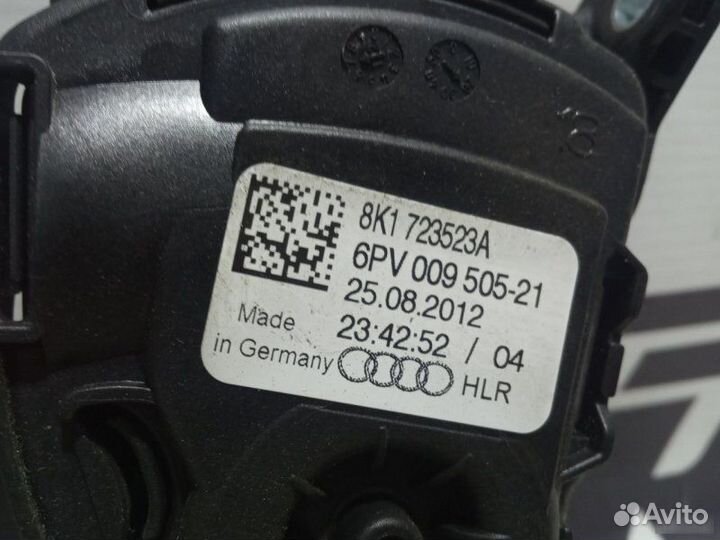 8K1 723523A
6PV 009 505-21
25.08.2012
23:42:52 / 04
Made
in Germany
HLR
Avito